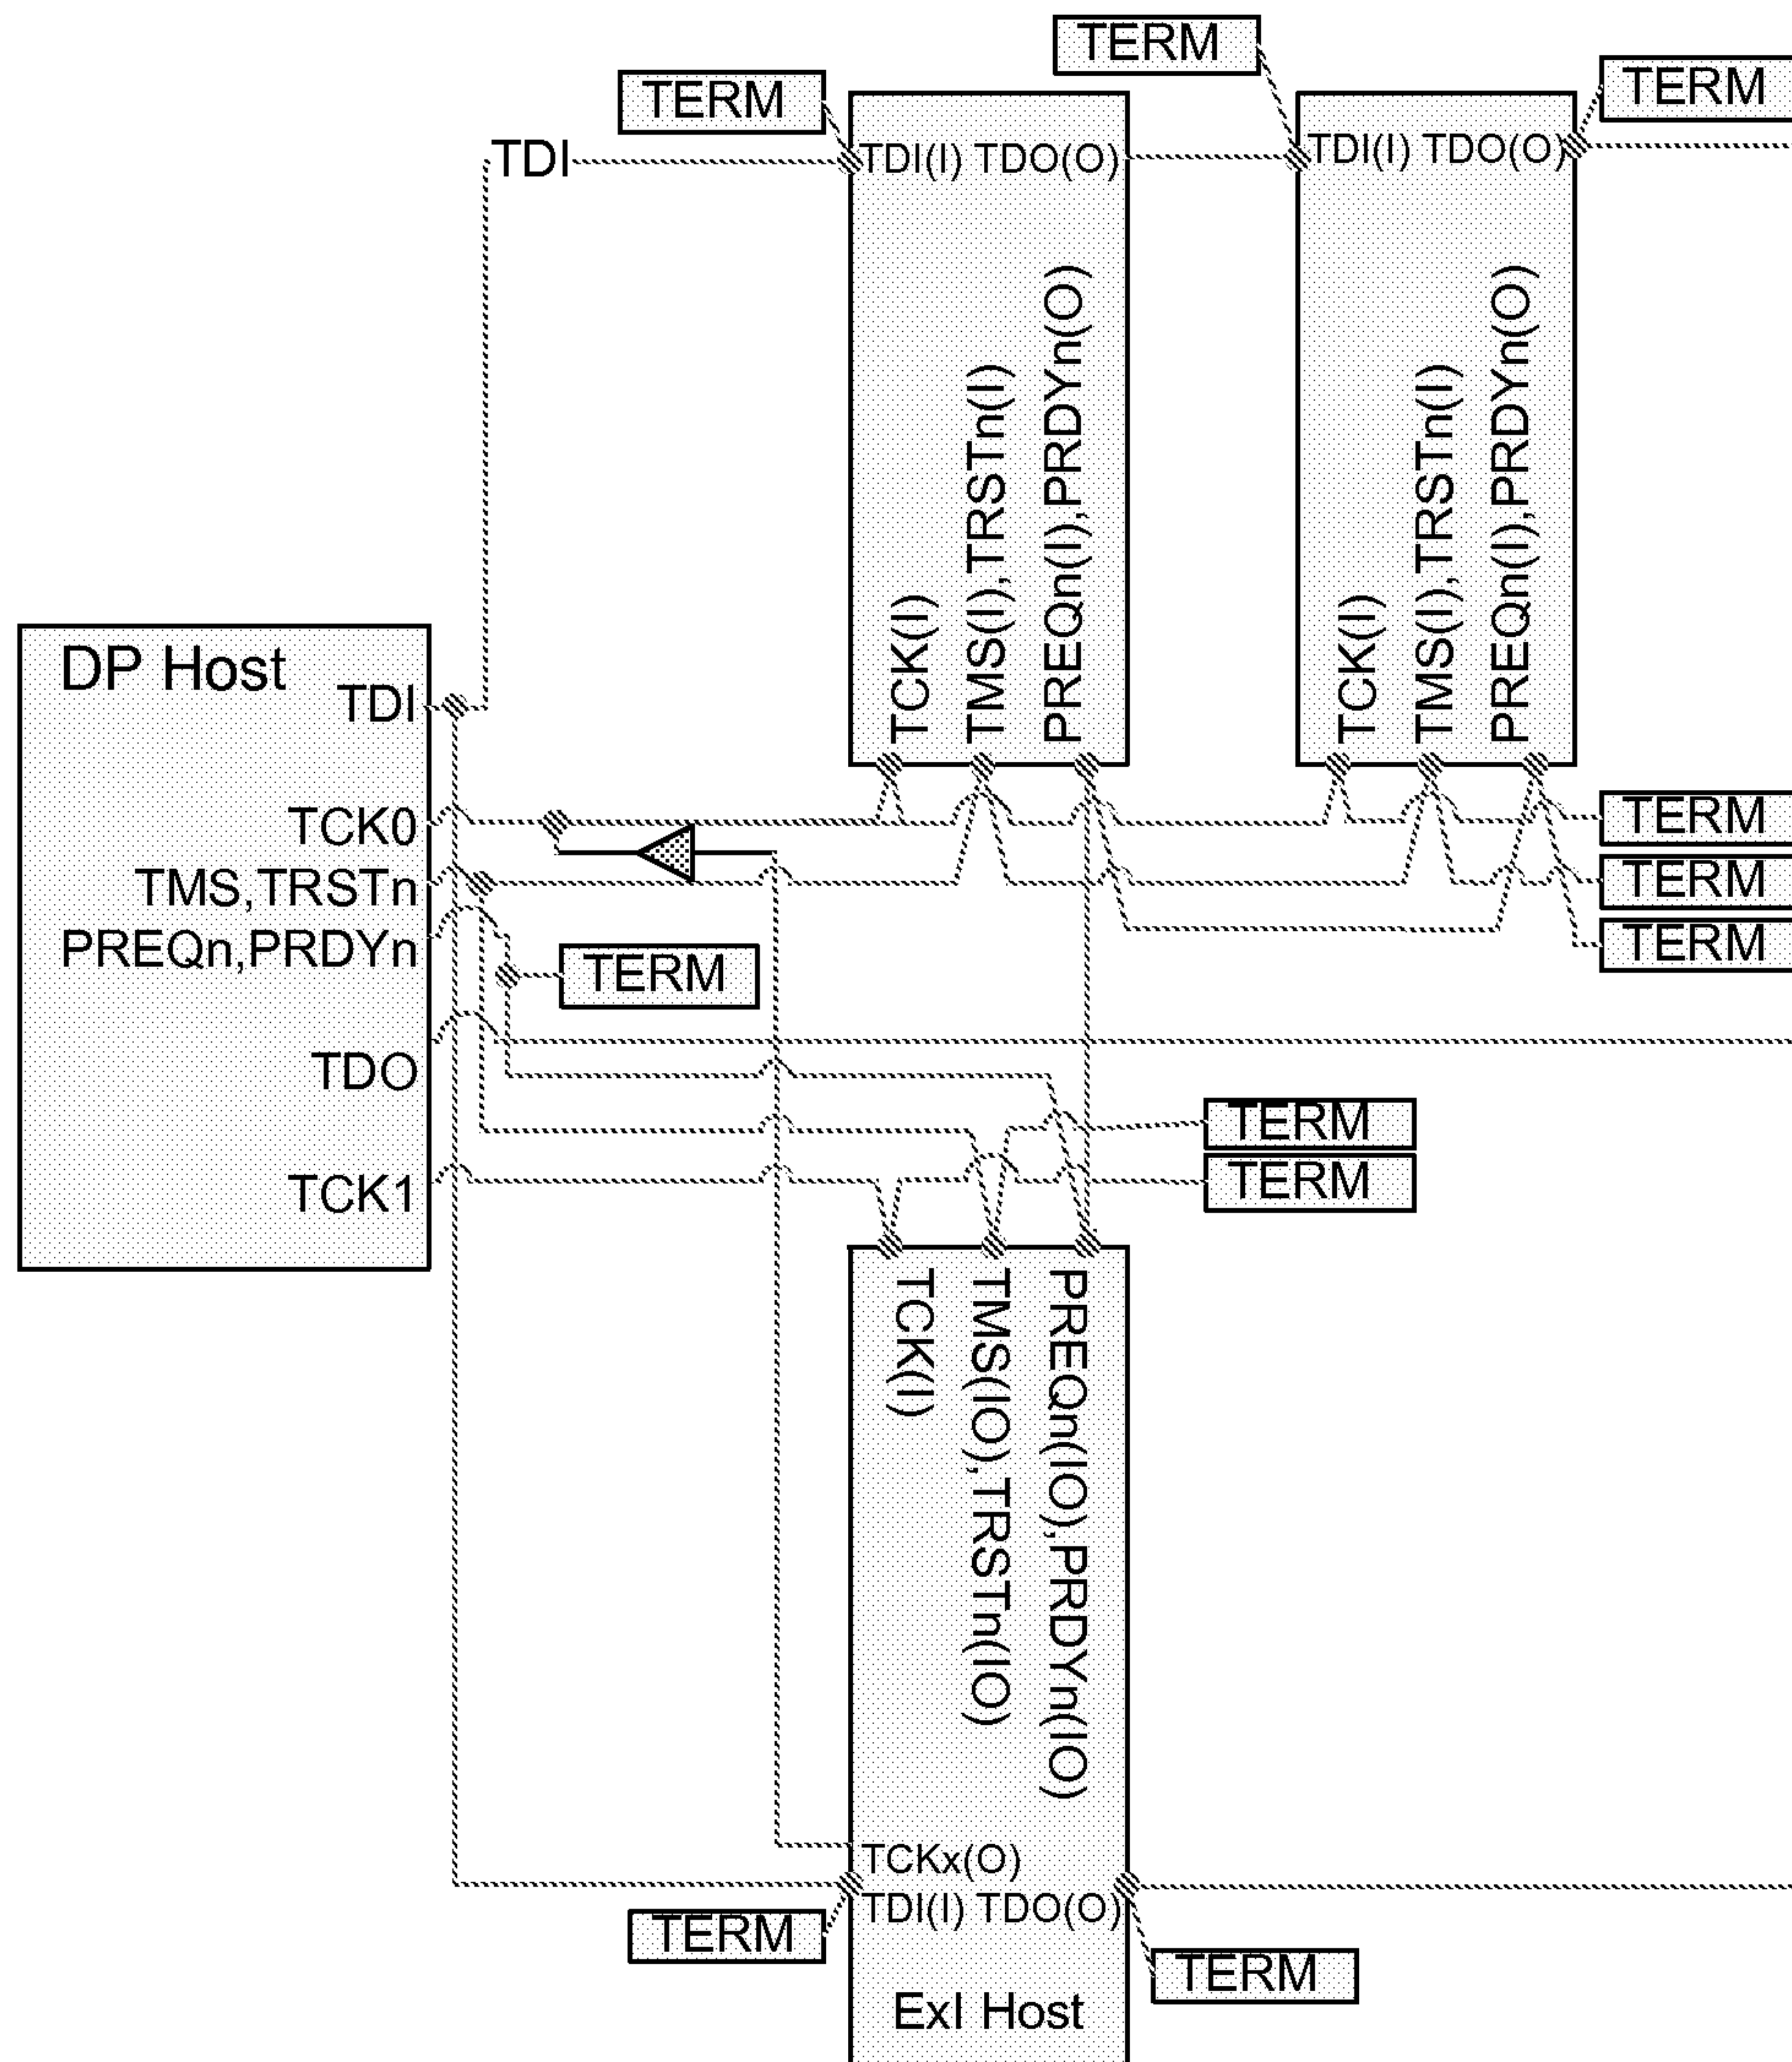 TERM
TERM
TERM
TDI
TDI(I) TDO(O)
TDI(I) TDO(O)
TCK(I)
TMS(I),TRSTn(I)
PREQn(I),PRDYn(O)
TCK(I)
TMS(I),TRSTn(I)
PREQn(I),PRDYn(O)
DP Host
TDI
TCK0
TMS,TRSTn
PREQn,PRDYn
TDO
TCK1
TERM
TERM
TERM
TERM
TERM
TERM
TCK(I)
TMS(IO),TRSTn(IO)
PREQn(IO),PRDYn(IO)
TCKx(O)
TDI(I) TDO(O)
TERM
TERM
ExI Host